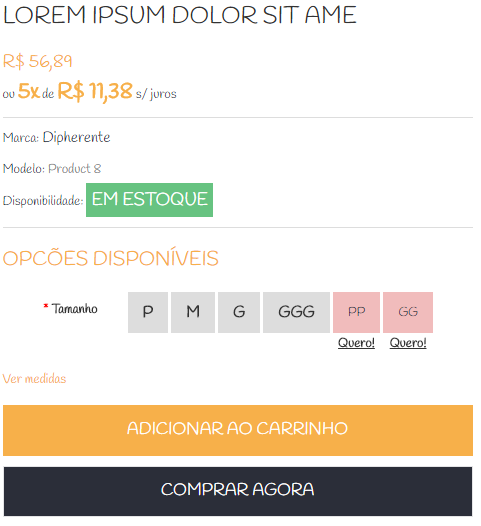 LOREM IPSUM DOLOR SIT AME
R$ 56,89
ou 5x de R$ 11,38 s/ juros
Marca: Dipherente
Modelo: Product 8
Disponibilidade: EM ESTOQUE
OPCÕES DISPONÍVEIS
* Tamanho P M G GGG PP GG
Quero! Quero!
Ver medidas
ADICIONAR AO CARRINHO
COMPRAR AGORA